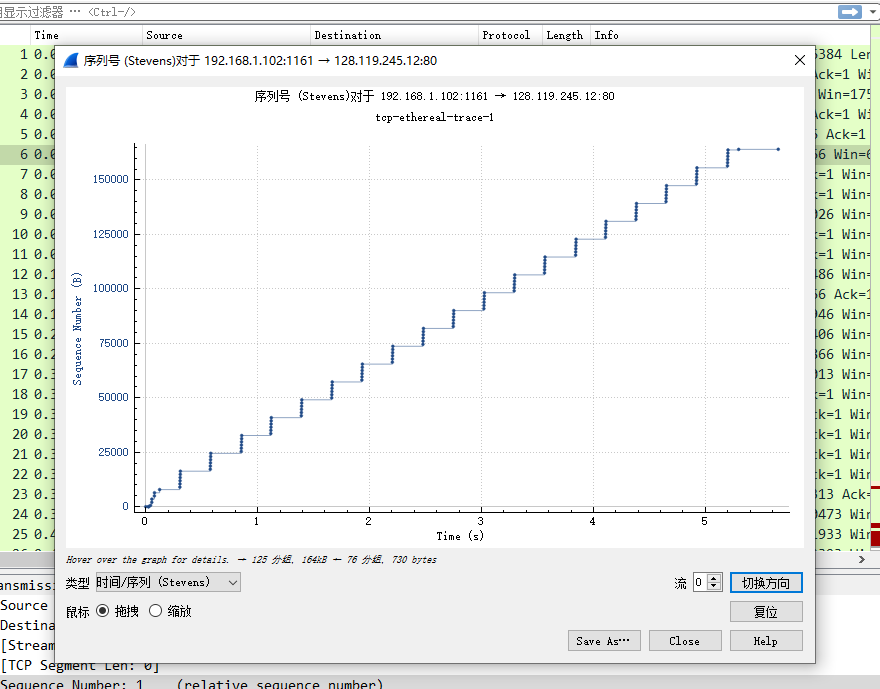 显示过滤器 … <Ctrl-/>
Time Source Destination Protocol Length Info
序列号 (Stevens)对于 192.168.1.102:1161 → 128.119.245.12:80
序列号 (Stevens)对于 192.168.1.102:1161 → 128.119.245.12:80
tcp-ethereal-trace-1
Sequence Number (B)
150000
125000
100000
75000
50000
25000
0
0 1 2 3 4 5
Time (s)
Hover over the graph for details. → 125 分组, 164kB ← 76 分组, 730 bytes
类型 时间/序列 (Stevens) 流 0 切换方向
鼠标 拖拽 缩放 复位
Save As… Close Help
1 0.0 5384 Len
2 0.0 Ack=1 Wi
3 0.0 Win=175
4 0.0 Ack=1 Wi
5 0.0 Ack=1
6 0.0 66 Win=6
7 0.0 k=1 Win=
8 0.0 k=1 Win=
9 0.0 926 Win=
10 0.0 k=1 Win=
11 0.0 k=1 Win=
12 0.1 486 Win=
13 0.1 66 Ack=1
14 0.1 946 Win=
15 0.2 406 Win=
16 0.2 866 Win=
17 0.3 913 Win=
18 0.3 k=1 Win=
19 0.3 ck=1 Win
20 0.3 ck=1 Win
21 0.3 ck=1 Win
22 0.3 ck=1 Win
23 0.3 313 Ack=
24 0.3 0473 Win
25 0.4 1933 Win
ansmiss
Source
Destina
[Stream
[TCP Segment Len: 0]
Sequence Number: 1 (relative sequence number)